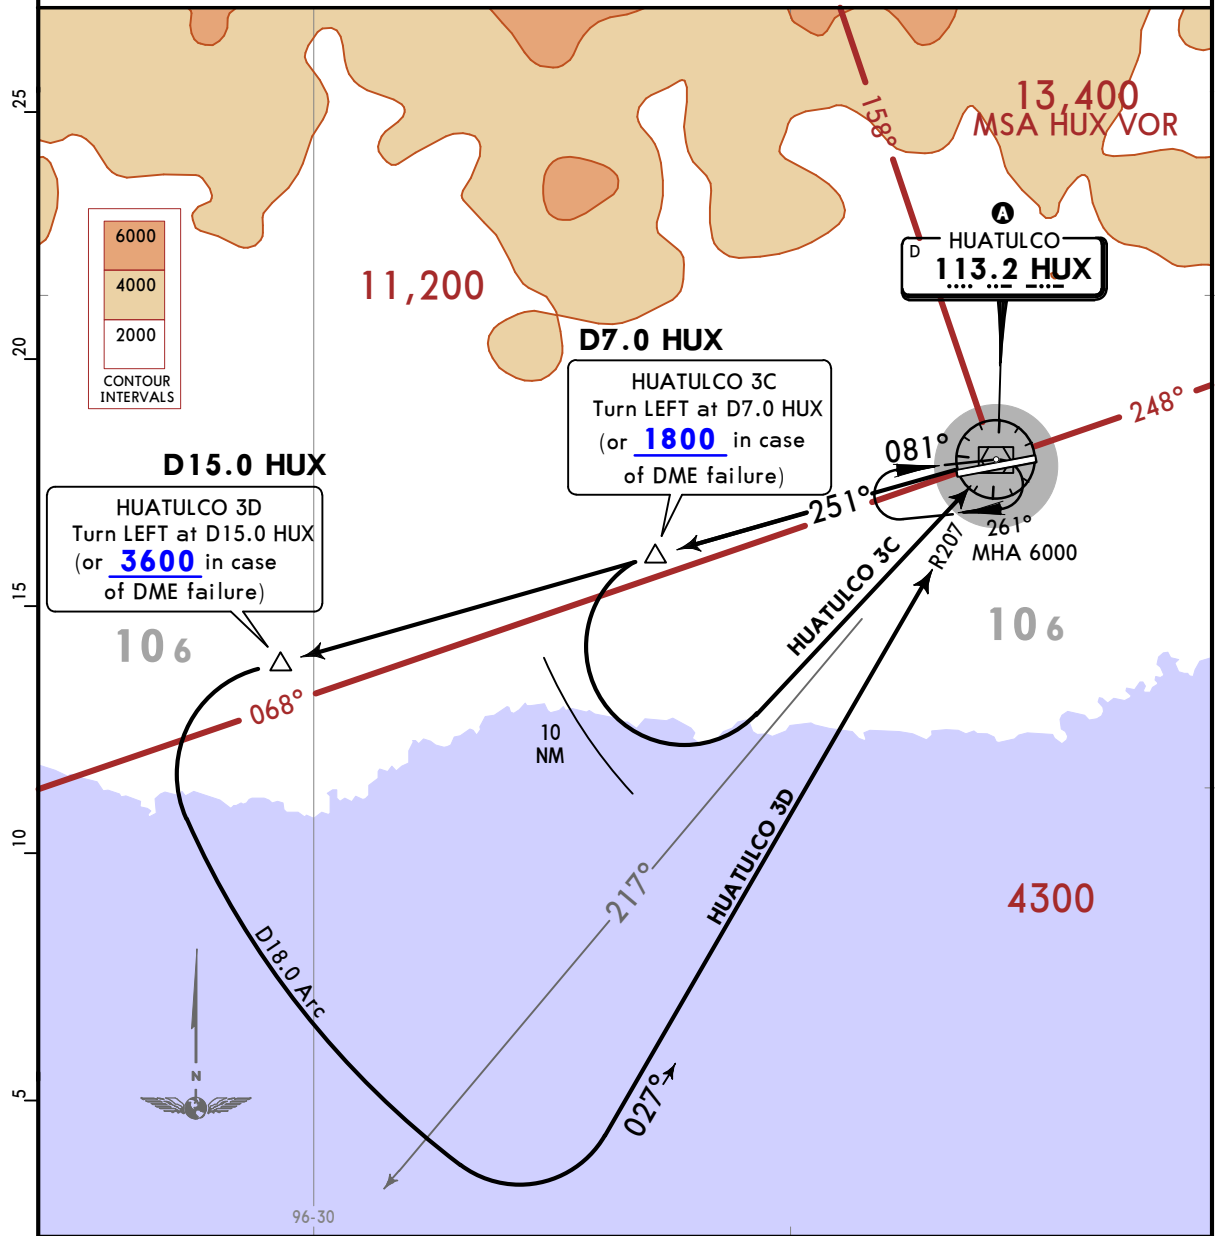 13,400
MSA HUX VOR
158°
25
HUATULCO
D
113.2 HUX
A
6000
4000
2000
CONTOUR
INTERVALS
11,200
20
D7.0 HUX
HUATULCO 3C
Turn LEFT at D7.0 HUX
(or 1800 in case
of DME failure)
248°
081°
251°
261°
MHA 6000
R207
D15.0 HUX
HUATULCO 3D
Turn LEFT at D15.0 HUX
(or 3600 in case
of DME failure)
15
10 6
10 6
HUATULCO 3C
068°
10
NM
10
HUATULCO 3D
217°
4300
D18.0 Arc
N
5
027°
96-30